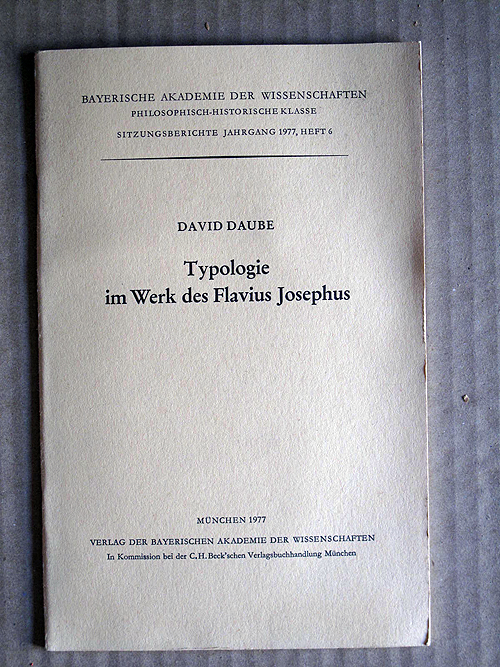 BAYERISCHE AKADEMIE DER WISSENSCHAFTEN
PHILOSOPHISCH-HISTORISCHE KLASSE
SITZUNGSBERICHTE JAHRGANG 1977, HEFT 6
DAVID DAUBE
Typologie
im Werk des Flavius Josephus
MÜNCHEN 1977
VERLAG DER BAYERISCHEN AKADEMIE DER WISSENSCHAFTEN
In Kommission bei der C.H.Beck'schen Verlagsbuchhandlung München